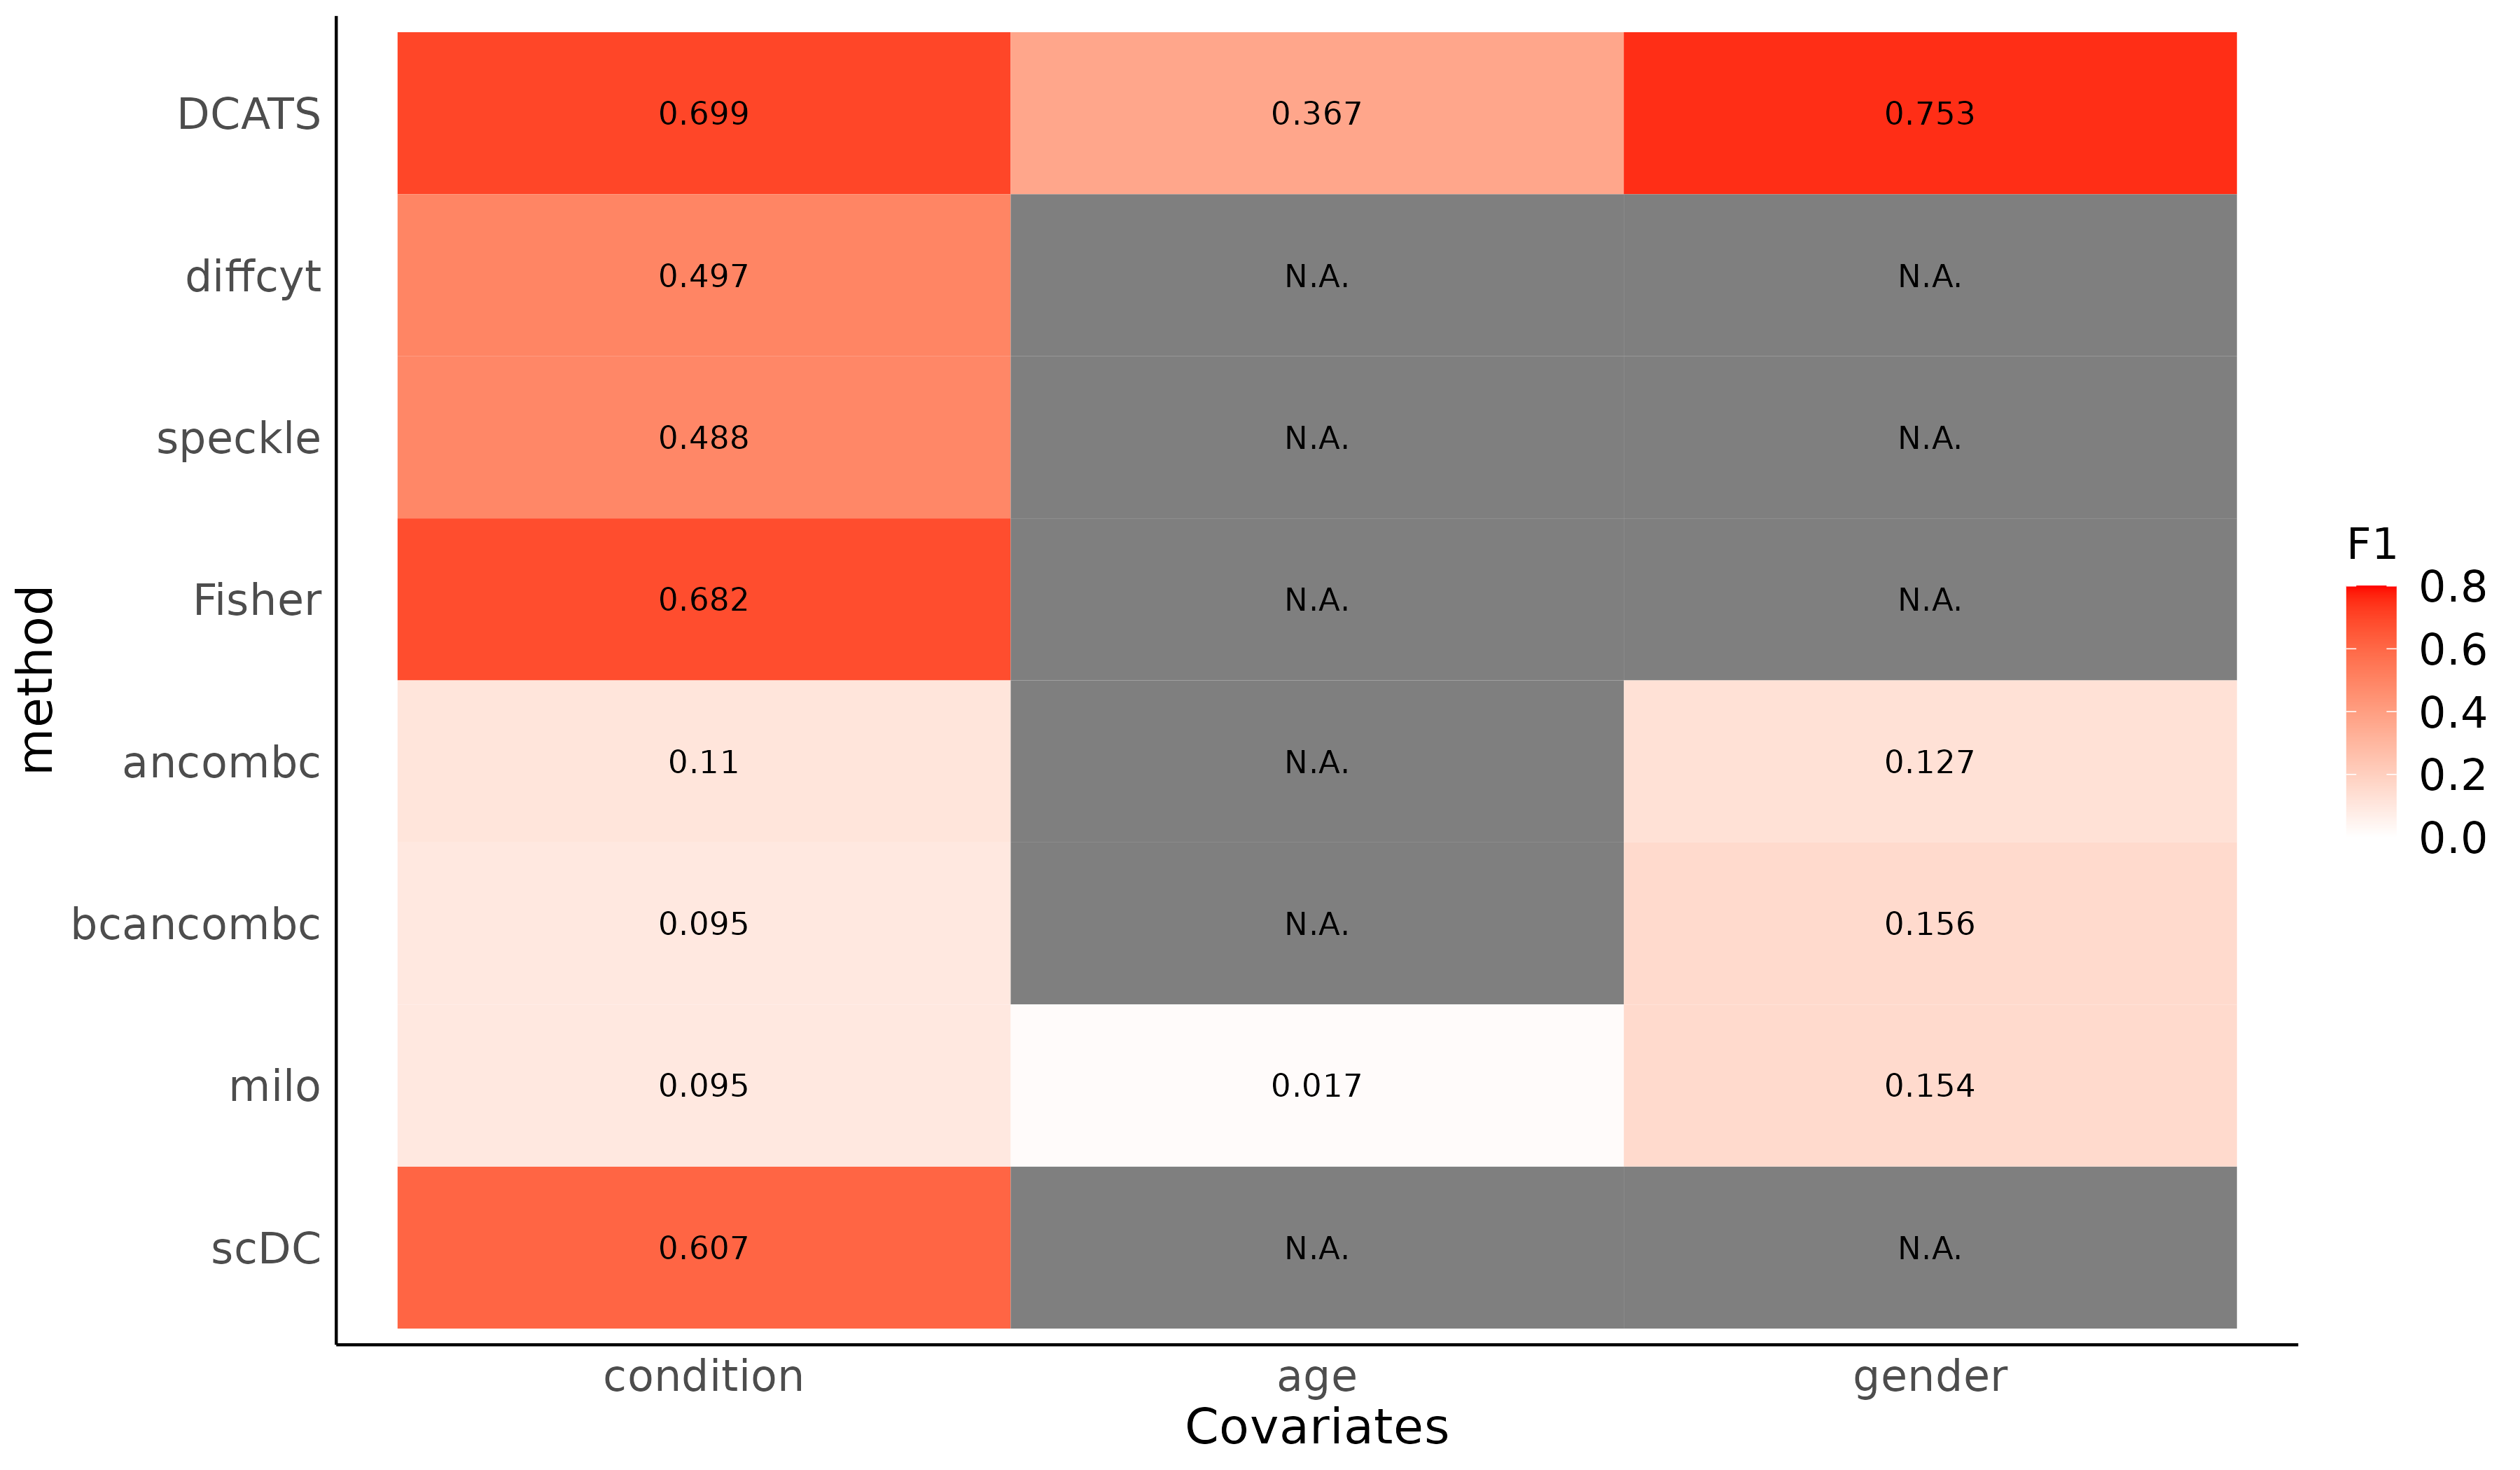 DCATS 0.699 0.367 0.753
diffcyt 0.497 N.A. N.A.
speckle 0.488 N.A. N.A.
Fisher 0.682 N.A. N.A.
ancombc 0.11 N.A. 0.127
bcancombc 0.095 N.A. 0.156
milo 0.095 0.017 0.154
scDC 0.607 N.A. N.A.
condition age gender
Covariates
method
F1
0.8
0.6
0.4
0.2
0.0